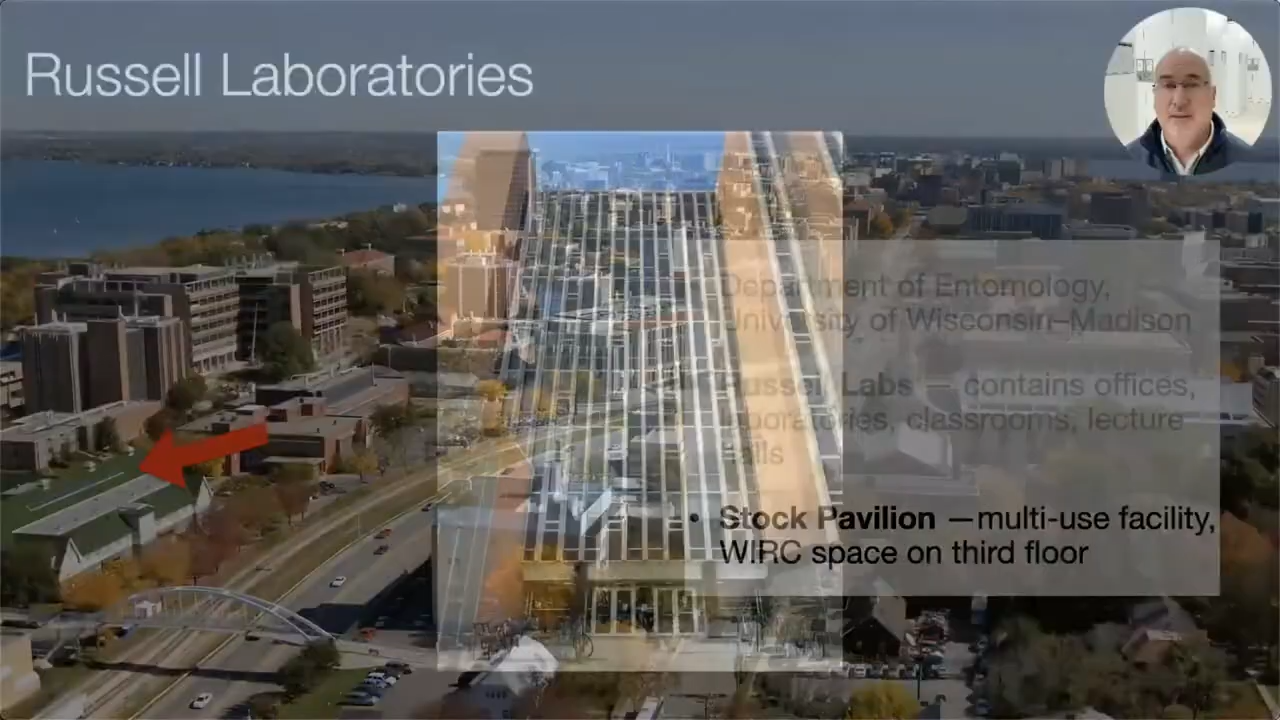 Russell Laboratories
Department of Entomology,
University of Wisconsin–Madison
Russell Labs — contains offices,
laboratories, classrooms, lecture
halls
• Stock Pavilion —multi-use facility,
WIRC space on third floor